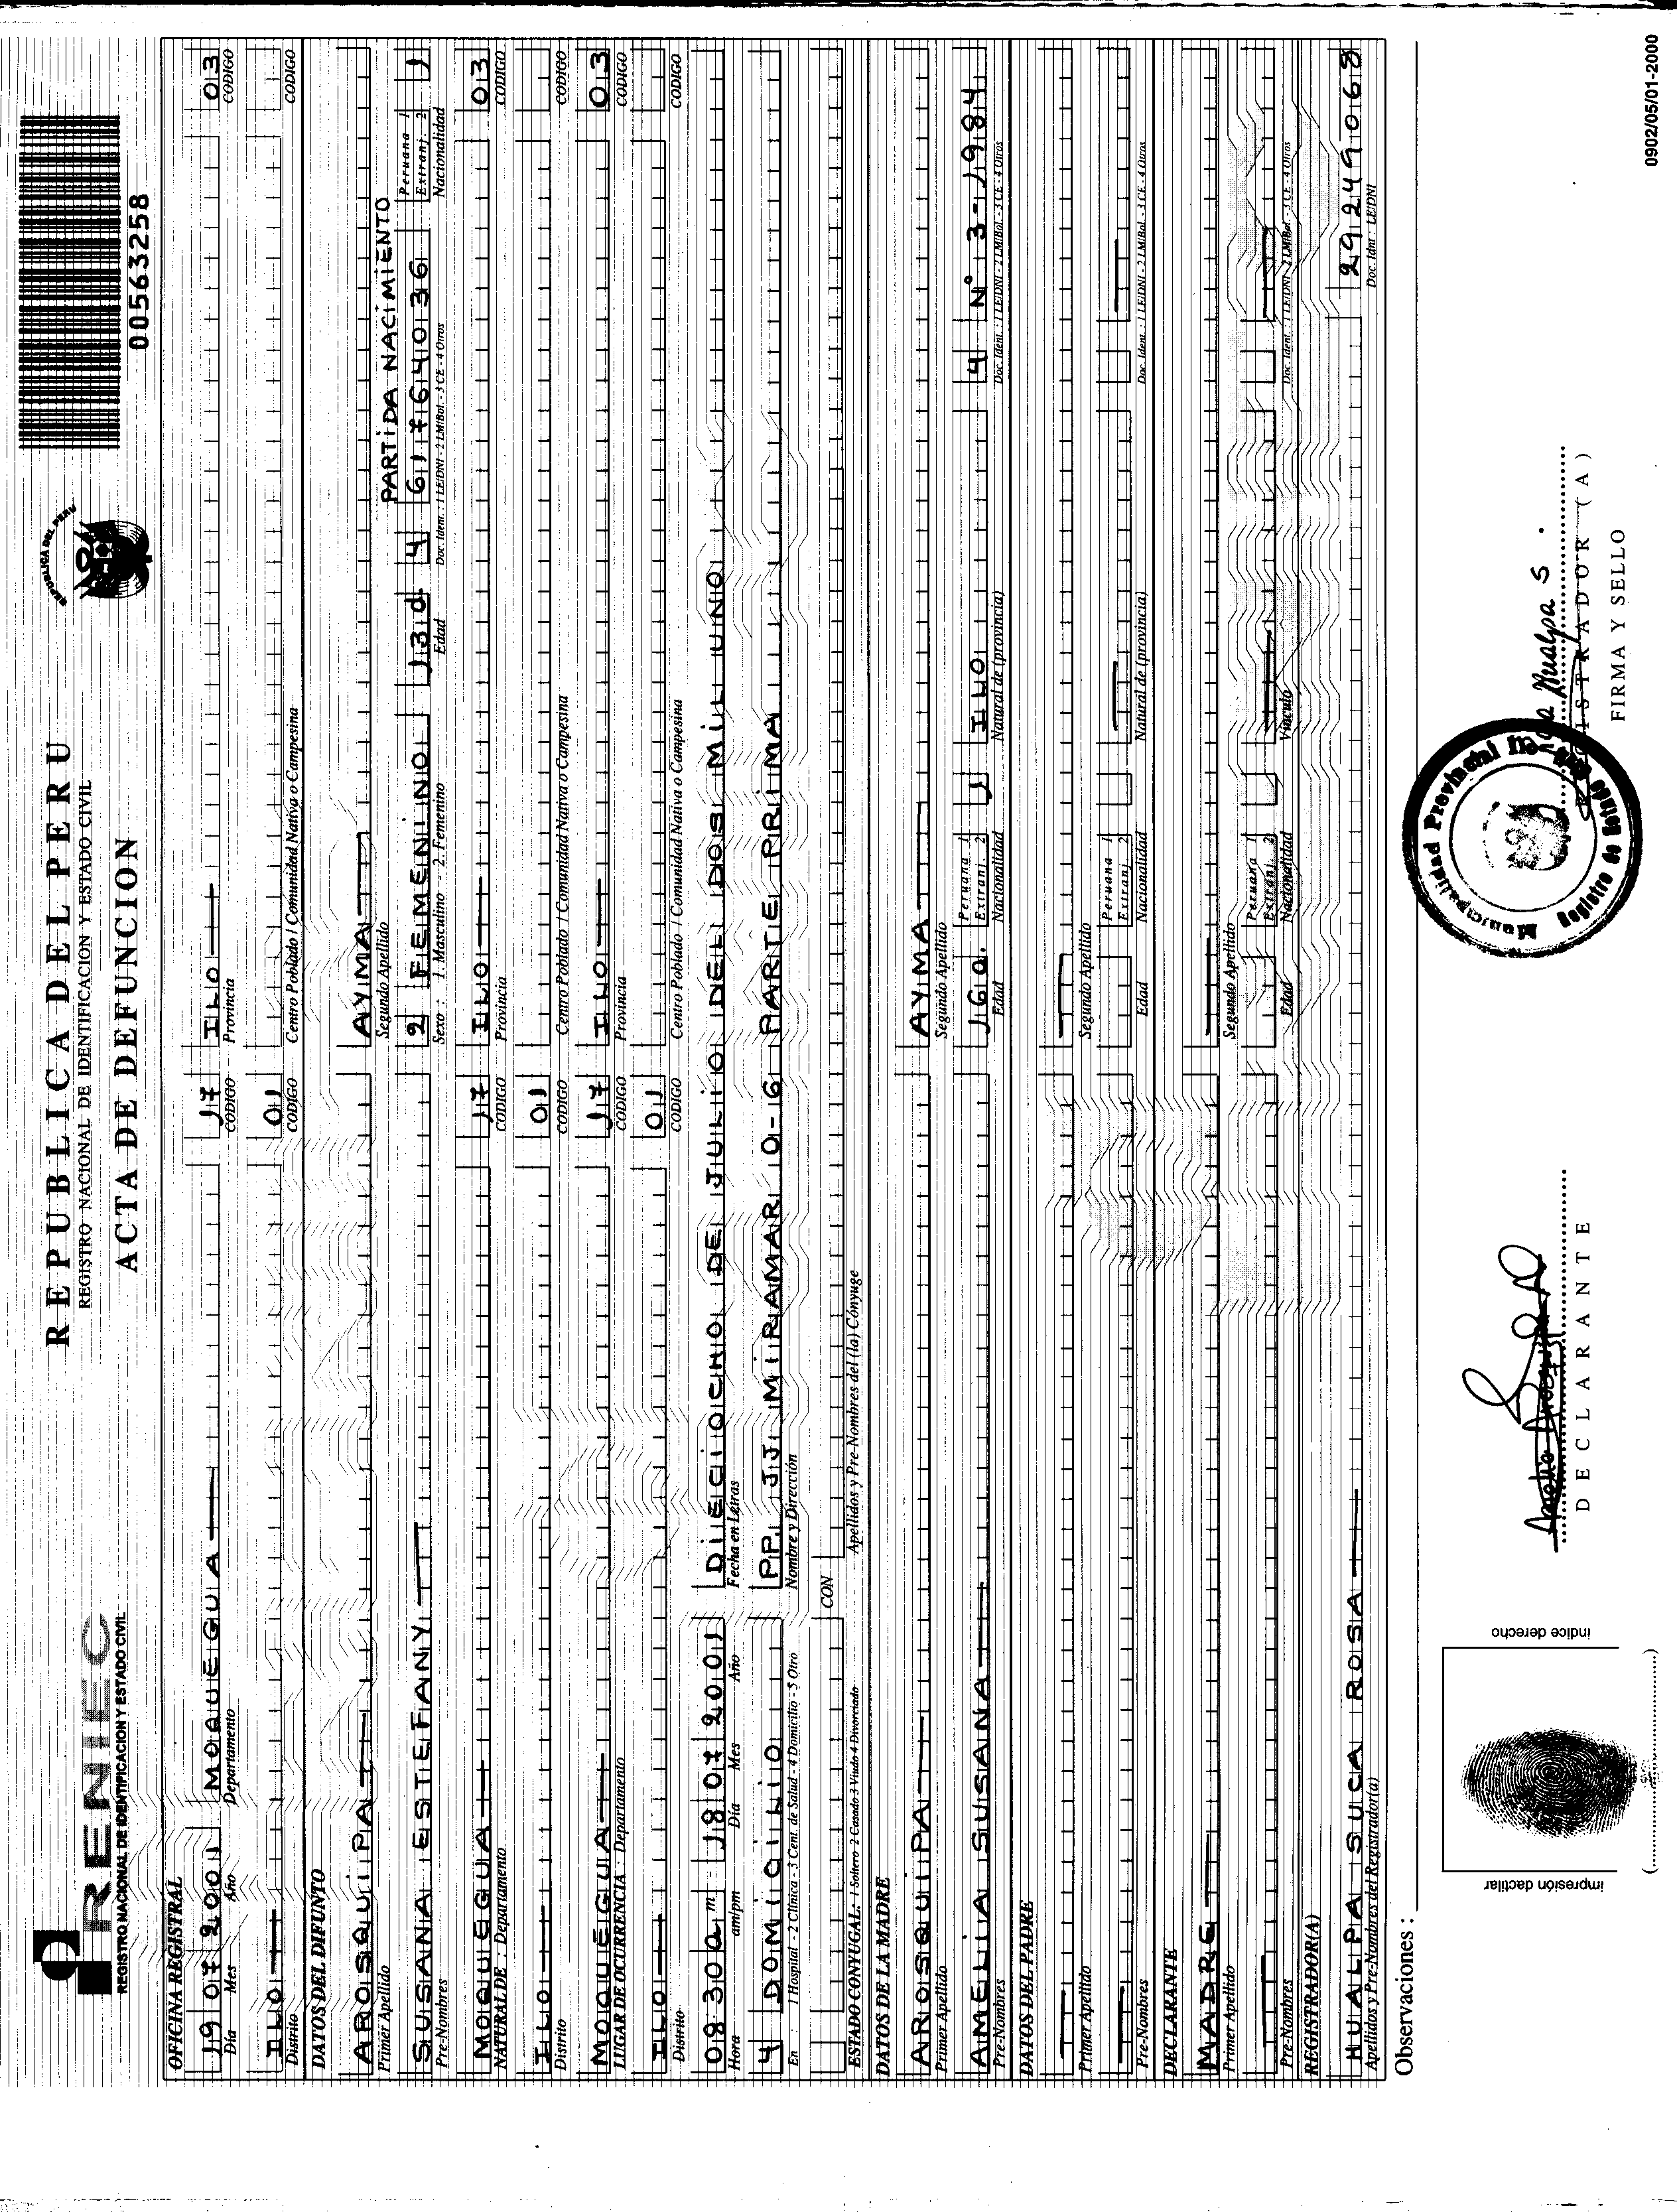 RENIEC
REGISTRO NACIONAL DE IDENTIFICACION Y ESTADO CIVIL
REPUBLICA DEL PERU
REGISTRO NACIONAL DE IDENTIFICACION Y ESTADO CIVIL
ACTA DE DEFUNCION
REPUBLICA DEL PERU
00563258
OFICINA REGISTRAL
19 07 2001 MOQUEGUA 17 ILO 03
Día Mes Año Departamento CODIGO Provincia CODIGO
ILO 01
Distrito CODIGO Centro Poblado / Comunidad Nativa o Campesina CODIGO
DATOS DEL DIFUNTO
AROSQUIPA AYMA
Primer Apellido Segundo Apellido
PARTIDA NACIMIENTO
SUSANA ESTEFANY 2 FEMENINO 13d 4 61764036 Peruana 1 Extranj. 2 1
Pre-Nombres Sexo : 1. Masculino - 2. Femenino Edad Doc. Ident. : 1 LE/DNI - 2 LM/Bol. - 3 CE - 4 Otros Nacionalidad
MOQUEGUA 17 ILO 03
NATURAL DE : Departamento CODIGO Provincia CODIGO
ILO 01
Distrito CODIGO Centro Poblado / Comunidad Nativa o Campesina CODIGO
MOQUEGUA 17 ILO 03
LUGAR DE OCURRENCIA : Departamento CODIGO Provincia CODIGO
ILO 01
Distrito CODIGO Centro Poblado / Comunidad Nativa o Campesina CODIGO
08 30 a m - 18 07 2001 DIECIOCHO DE JULIO DEL DOS MIL UNO
Hora am/pm Día Mes Año Fecha en Letras
4 DOMICILIO PP. JJ. MIRAMAR O-6 PARTE PRIMA
En : 1 Hospital - 2 Clínica - 3 Cent. de Salud - 4 Domicilio - 5 Otro Nombre y Dirección
CON
ESTADO CONYUGAL: 1 Soltero 2 Casado 3 Viudo 4 Divorciado Apellidos y Pre-Nombres del (la) Cónyuge
DATOS DE LA MADRE
AROSQUIPA AYMA
Primer Apellido Segundo Apellido
AMELIA SUSANA 16a. Peruana 1 Extranj. 2 1 ILO 4 Nº 3-1984
Pre-Nombres Edad Nacionalidad Natural de (provincia) Doc. Ident. : 1 LE/DNI - 2 LM/Bol. - 3 CE - 4 Otros
DATOS DEL PADRE
Primer Apellido Segundo Apellido
Peruana 1 Extranj. 2
Pre-Nombres Edad Nacionalidad Natural de (provincia) Doc. Ident. : 1 LE/DNI - 2 LM/Bol. - 3 CE - 4 Otros
DECLARANTE
MADRE
Primer Apellido Segundo Apellido
Peruana 1 Extranj. 2
Pre-Nombres Edad Nacionalidad Vínculo Doc. Ident. : 1 LE/DNI - 2 LM/Bol. - 3 CE - 4 Otros
REGISTRADOR(A)
HUALPA SUCA ROSA 29249068
Apellidos y Pre-Nombres del Registrador(a) Doc. Idnt : LE/DNI
Observaciones :
impresión dactilar
índice derecho
DECLARANTE
Municipalidad Provincial
Registro de Estado
Hualpa S.
REGISTRADOR (A)
FIRMA Y SELLO
0902/05/01-2000